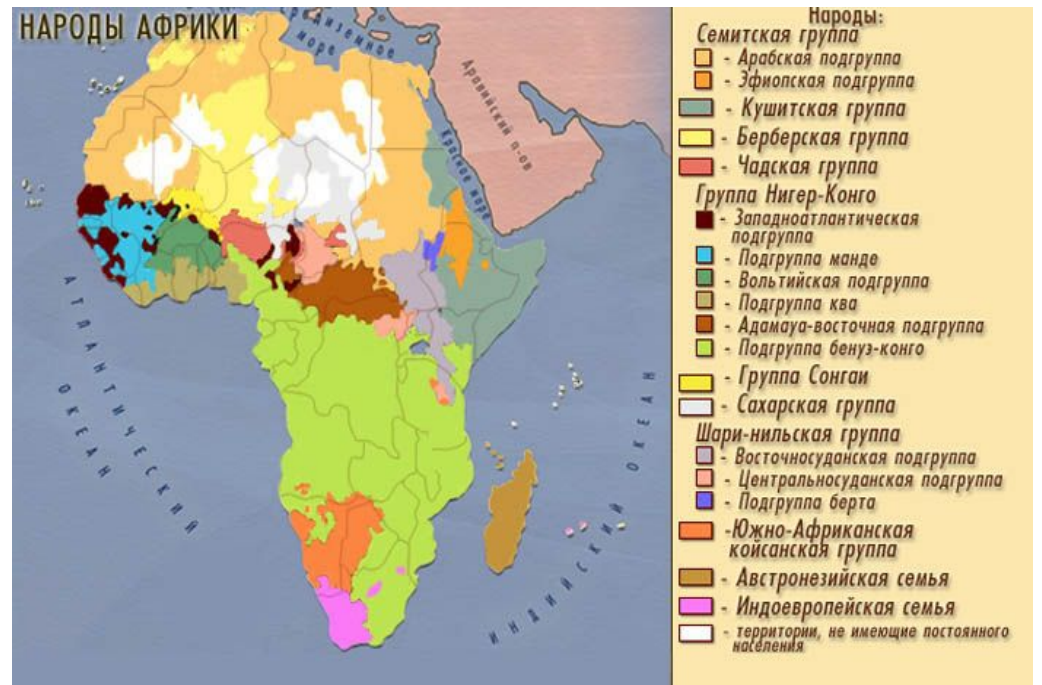 НАРОДЫ АФРИКИ
Средиземное
море
Аравийский п-ов
Красное море
АТЛАНТИЧЕСКИЙ
ОКЕАН
ИНДИЙСКИЙ ОКЕАН
Народы:
Семитская группа
- Арабская подгруппа
- Эфиопская подгруппа
- Кушитская группа
- Берберская группа
- Чадская группа
Группа Нигер-Конго
- Западноатлантическая
подгруппа
- Подгруппа манде
- Вольтийская подгруппа
- Подгруппа ква
- Адамауа-восточная подгруппа
- Подгруппа бенуэ-конго
- Группа Сонгаи
- Сахарская группа
Шари-нильская группа
- Восточносуданская подгруппа
- Центральносуданская подгруппа
- Подгруппа берта
-Южно-Африканская
койсанская группа
- Австронезийская семья
- Индоевропейская семья
- территории, не имеющие постоянного
населения